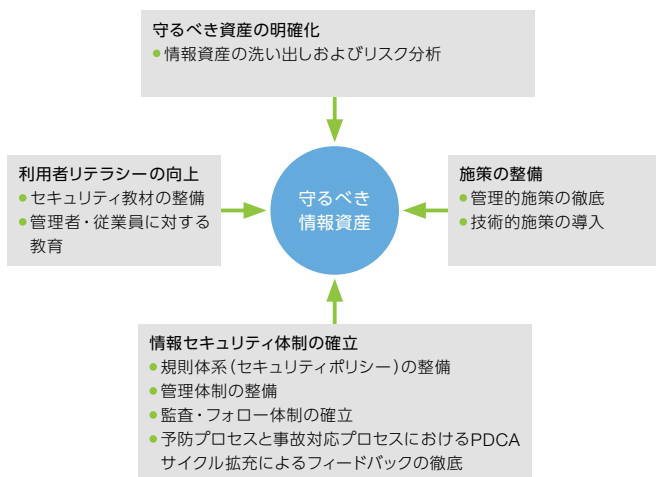 守るべき資産の明確化
●情報資産の洗い出しおよびリスク分析
利用者リテラシーの向上
●セキュリティ教材の整備
●管理者・従業員に対する
教育
守るべき
情報資産
施策の整備
●管理的施策の徹底
●技術的施策の導入
情報セキュリティ体制の確立
●規則体系(セキュリティポリシー)の整備
●管理体制の整備
●監査・フォロー体制の確立
●予防プロセスと事故対応プロセスにおけるPDCA
サイクル拡充によるフィードバックの徹底